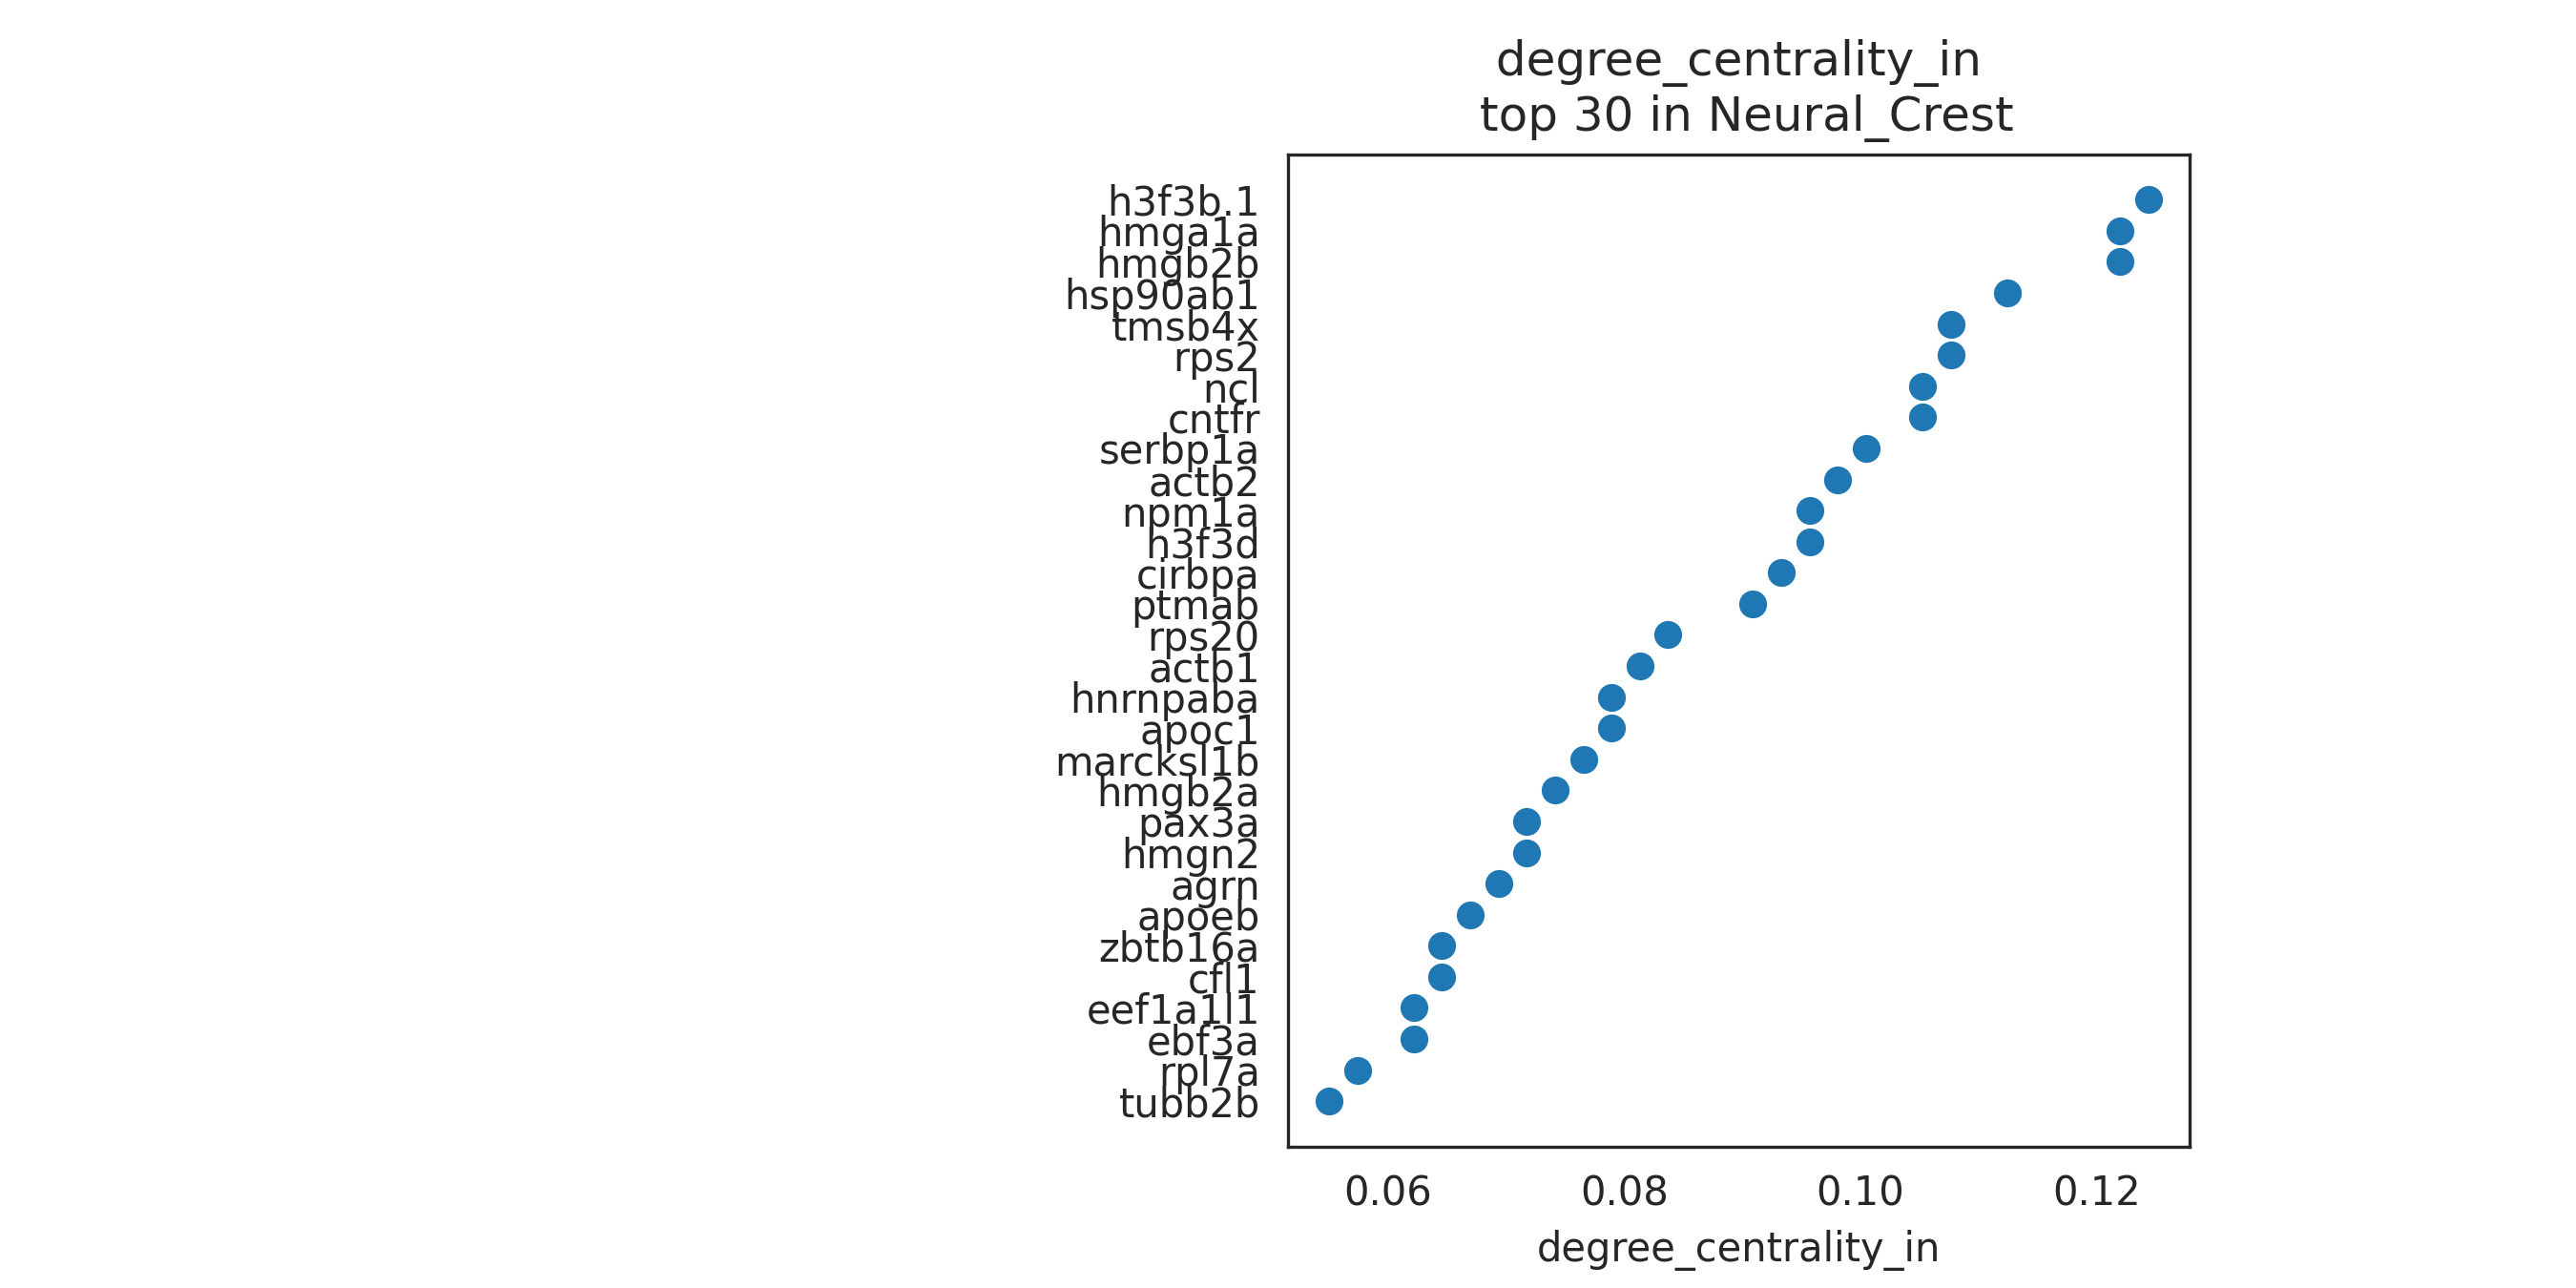 degree_centrality_in
top 30 in Neural_Crest
h3f3b.1
hmga1a
hmgb2b
hsp90ab1
tmsb4x
rps2
ncl
cntfr
serbp1a
actb2
npm1a
h3f3d
cirbpa
ptmab
rps20
actb1
hnrnpaba
apoc1
marcksl1b
hmgb2a
pax3a
hmgn2
agrn
apoeb
zbtb16a
cfl1
eef1a1l1
ebf3a
rpl7a
tubb2b
0.06 0.08 0.10 0.12
degree_centrality_in